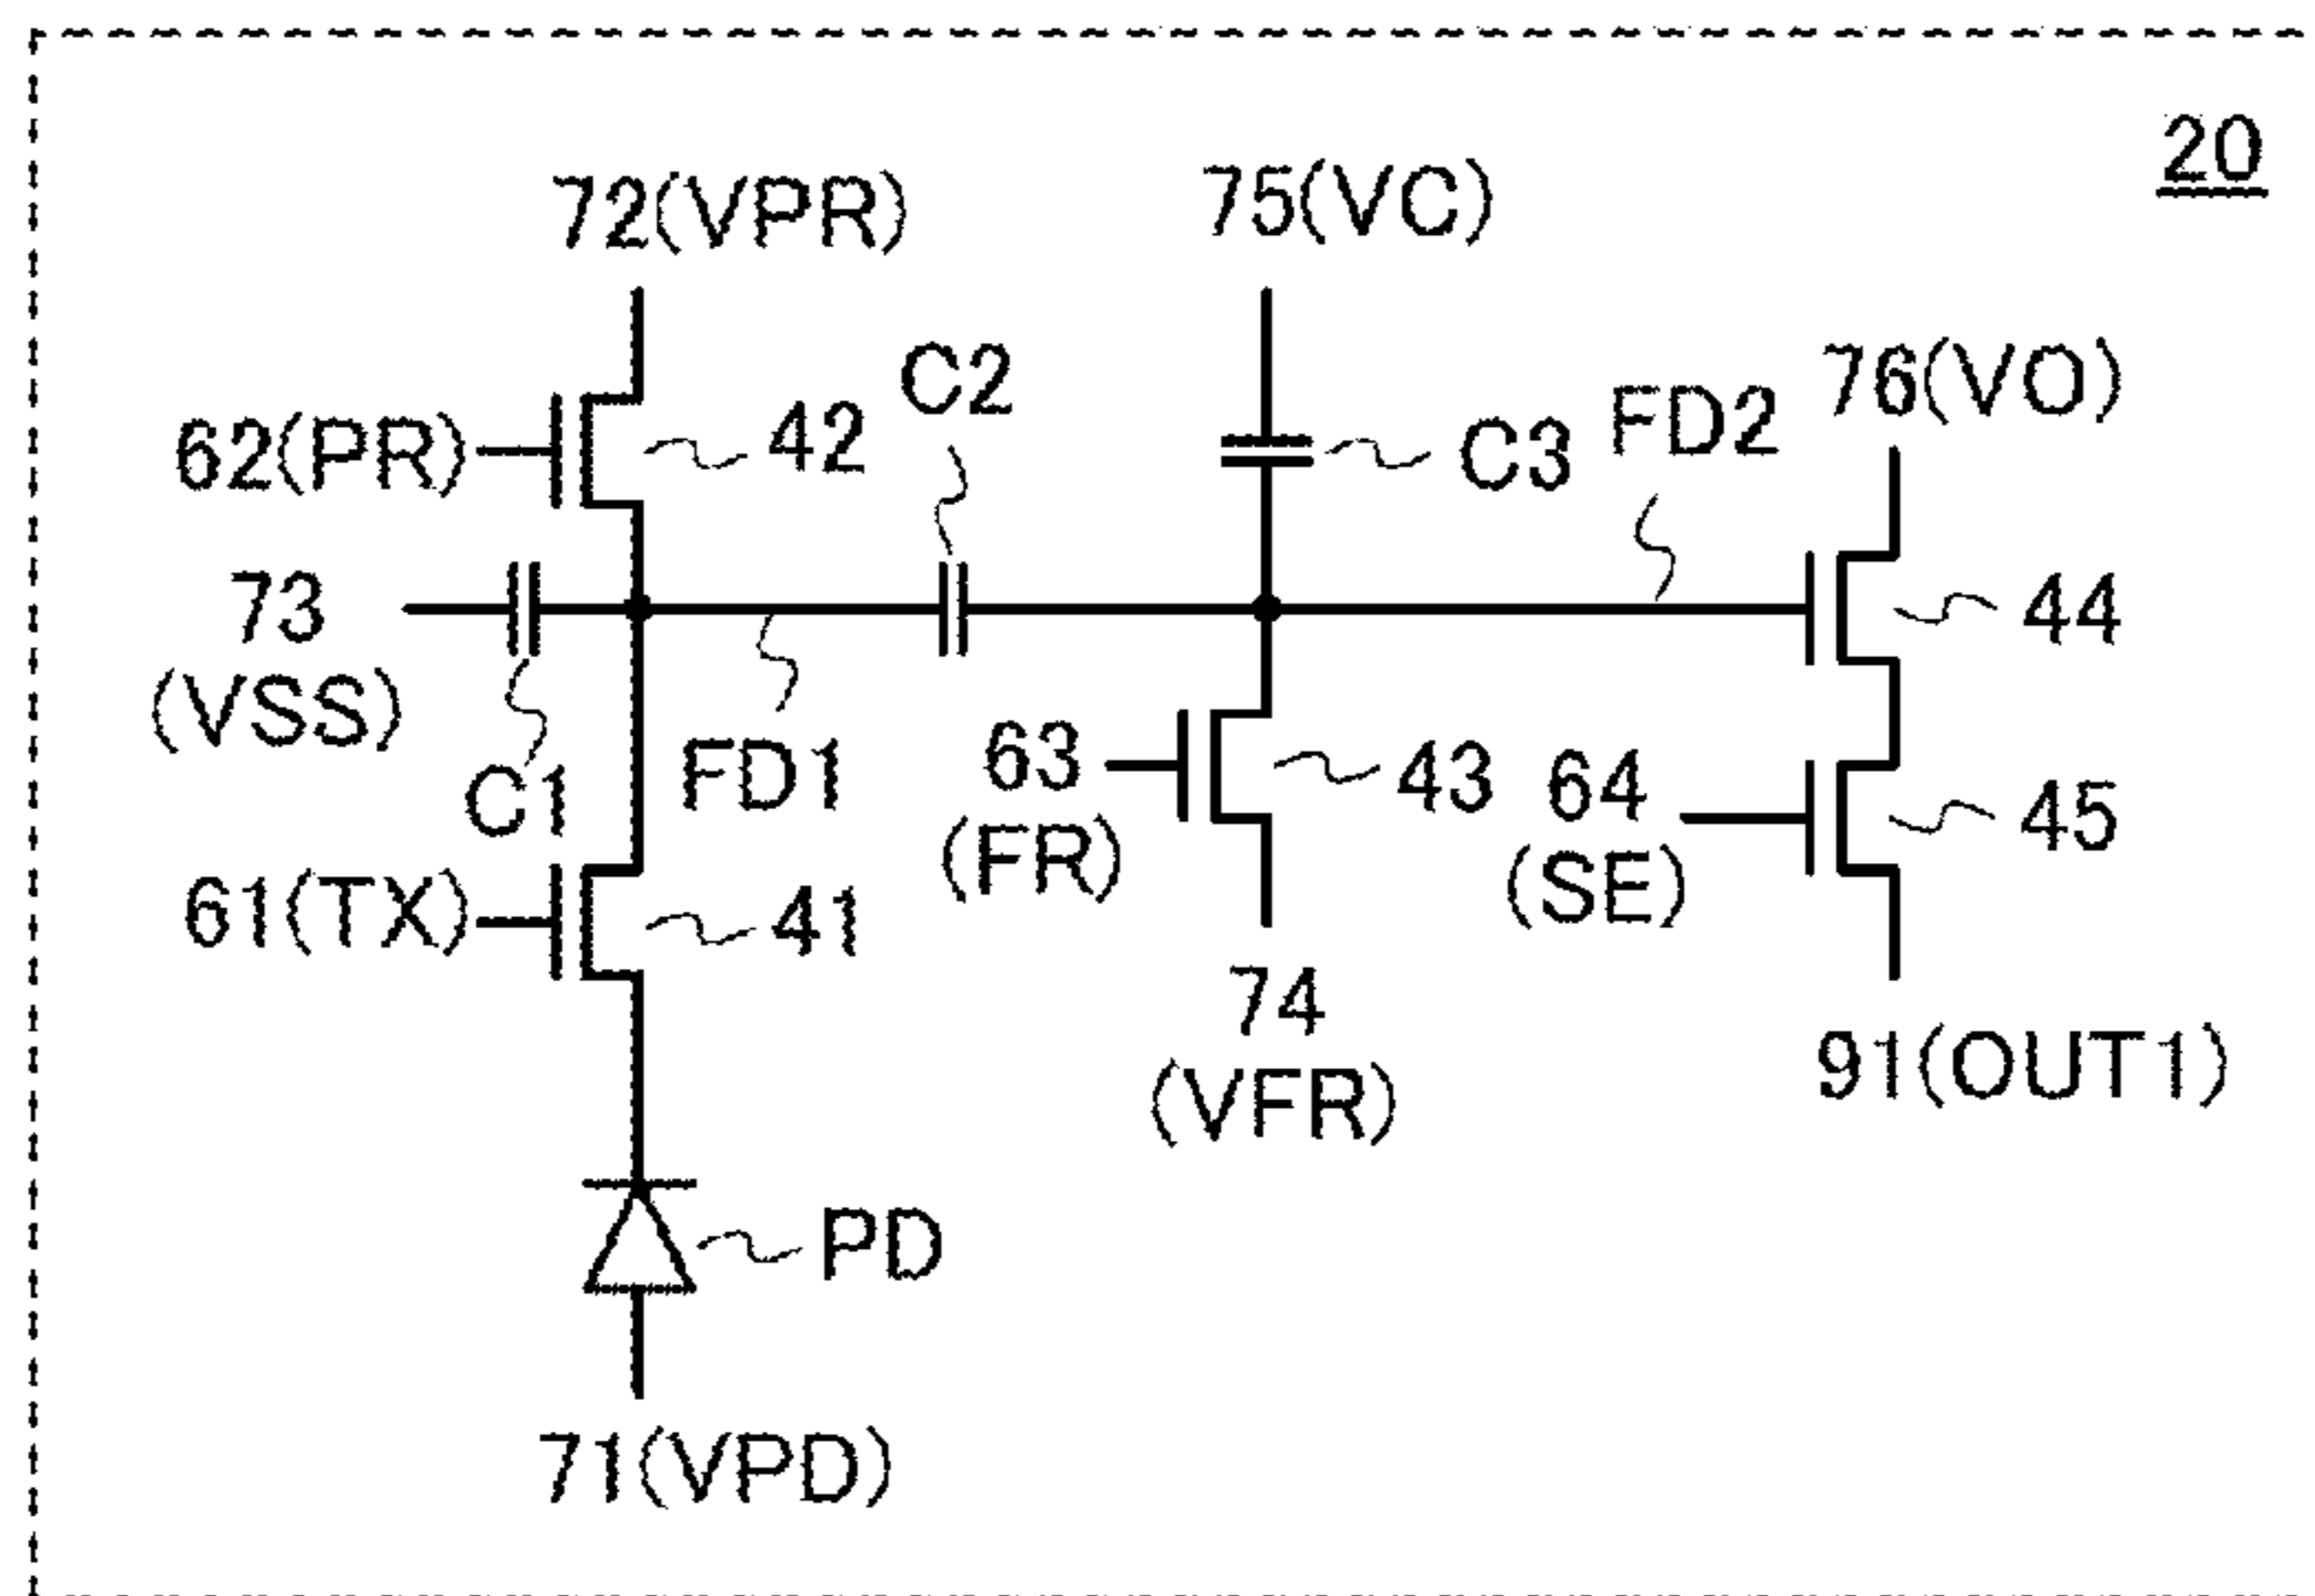 20
72(VPR)
75(VC)
76(VO)
C2
62(PR)
42
C3
FD2
73
(VSS)
44
C1
FD1
63
(FR)
43
64
(SE)
45
61(TX)
41
74
(VFR)
91(OUT1)
PD
71(VPD)